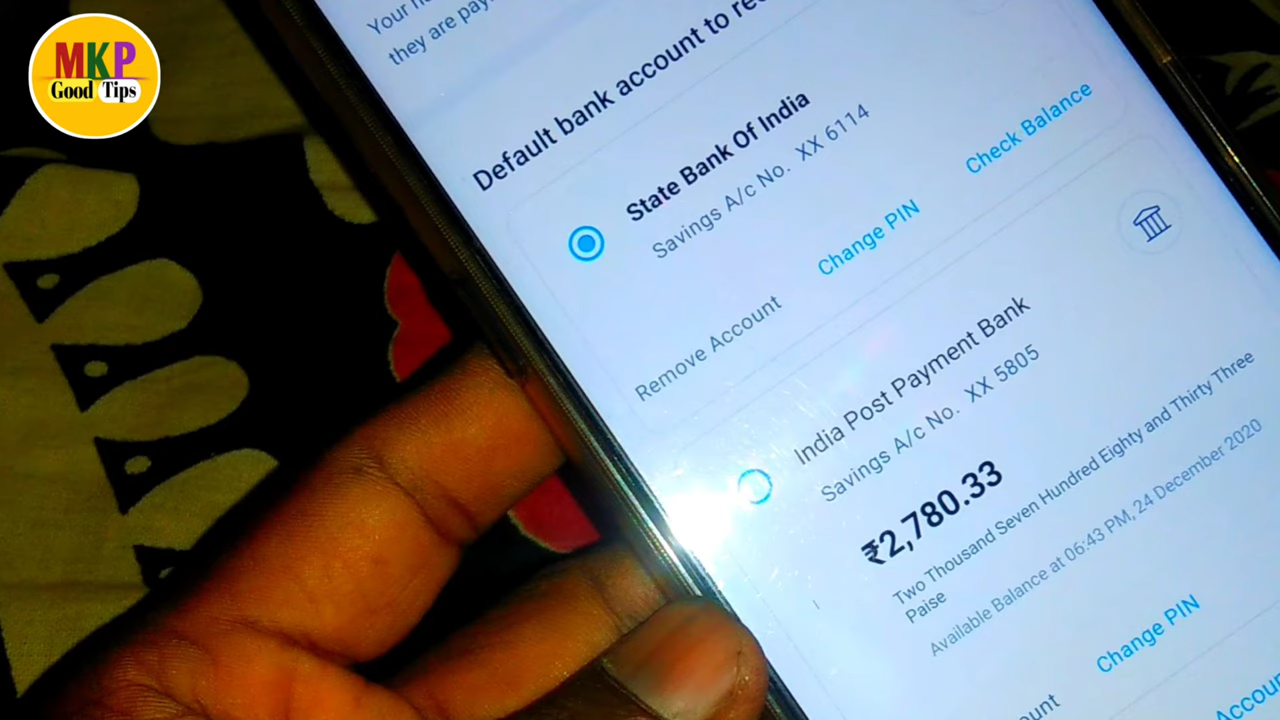 MKP
Good Tips
Your
they are pay
Default bank account to re
State Bank Of India
Savings A/c No. XX 6114
Remove Account
Change PIN
Check Balance
India Post Payment Bank
Savings A/c No. XX 5805
₹2,780.33
Two Thousand Seven Hundred Eighty and Thirty Three
Paise
Available Balance at 06:43 PM, 24 December 2020
Change PIN